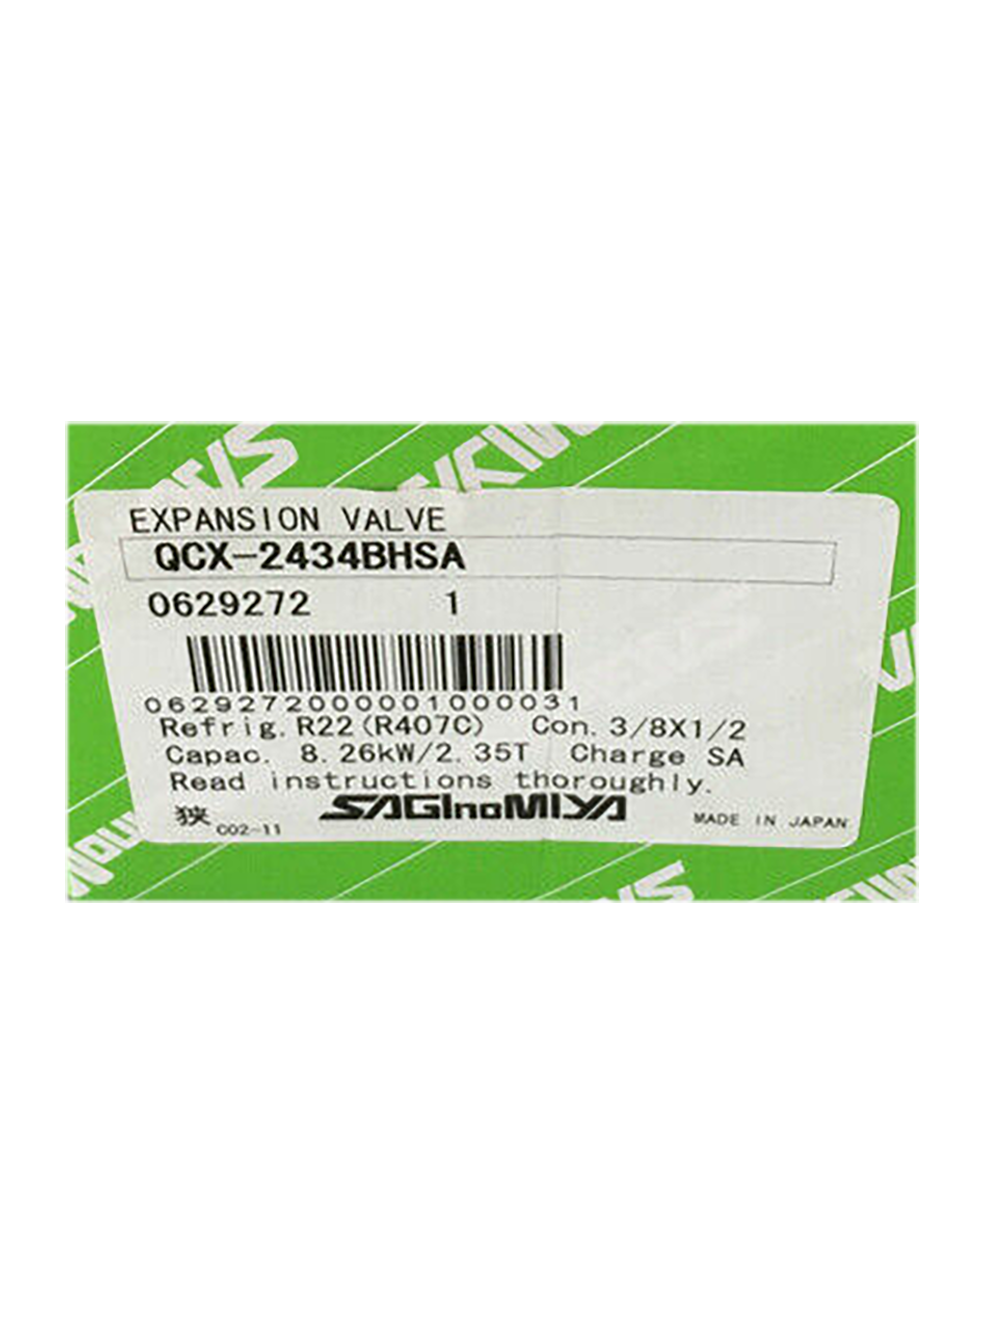 EXPANSION VALVE
QCX-2434BHSA
0629272 1
0629272000001000031
Refrig. R22(R407C) Con. 3/8X1/2
Capac. 8.26kW/2.35T Charge SA
Read instructions thoroughly.
狭 C02-11 SAGInoMIYA MADE IN JAPAN